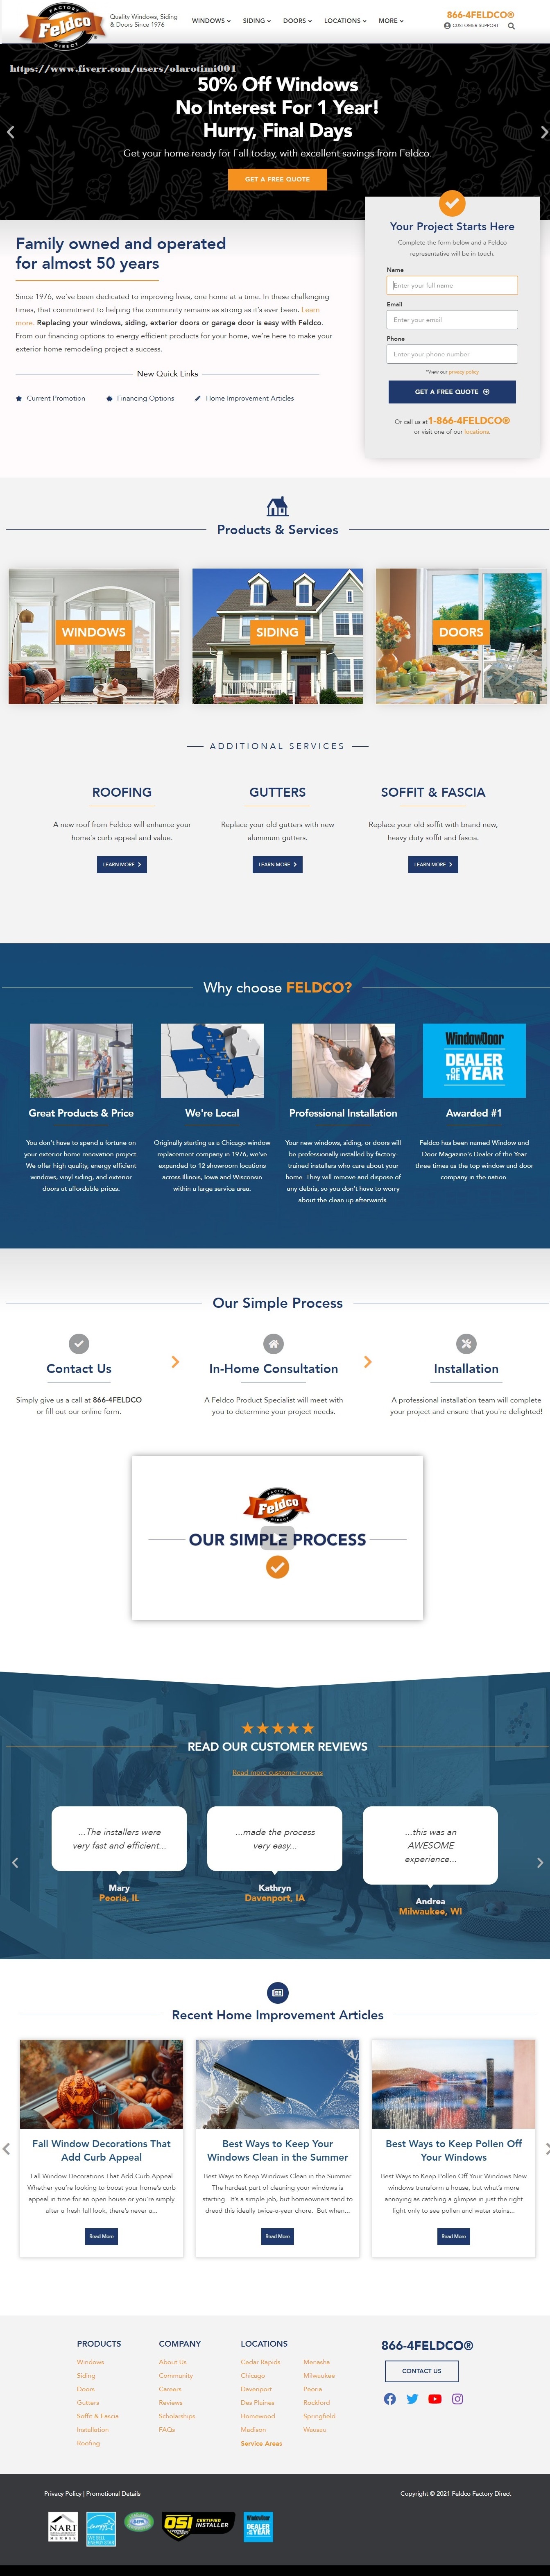 FACTORY
Feldco
DIRECT
Quality Windows, Siding
& Doors Since 1976
WINDOWS
SIDING
DOORS
LOCATIONS
MORE
866-4FELDCO®
CUSTOMER SUPPORT
https://www.fiverr.com/users/olarotimi001
50% Off Windows
No Interest For 1 Year!
Hurry, Final Days
Get your home ready for Fall today, with excellent savings from Feldco.
GET A FREE QUOTE
Your Project Starts Here
Complete the form below and a Feldco
representative will be in touch.
Name
Enter your full name
Email
Enter your email
Phone
Enter your phone number
*View our privacy policy
GET A FREE QUOTE
Or call us at 1-866-4FELDCO®
or visit one of our locations.
Family owned and operated
for almost 50 years
Since 1976, we've been dedicated to improving lives, one home at a time. In these challenging
times, that commitment to helping the community remains as strong as it's ever been. Learn
more. Replacing your windows, siding, exterior doors or garage door is easy with Feldco.
From our financing options to energy efficient products for your home, we're here to make your
exterior home remodeling project a success.
New Quick Links
Current Promotion
Financing Options
Home Improvement Articles
Products & Services
WINDOWS
SIDING
DOORS
ADDITIONAL SERVICES
ROOFING
A new roof from Feldco will enhance your
home's curb appeal and value.
LEARN MORE
GUTTERS
Replace your old gutters with new
aluminum gutters.
LEARN MORE
SOFFIT & FASCIA
Replace your old soffit with brand new,
heavy duty soffit and fascia.
LEARN MORE
Why choose FELDCO?
Great Products & Price
You don't have to spend a fortune on
your exterior home renovation project.
We offer high quality, energy efficient
windows, vinyl siding, and exterior
doors at affordable prices.
We're Local
Originally starting as a Chicago window
replacement company in 1976, we've
expanded to 12 showroom locations
across Illinois, Iowa and Wisconsin
within a large service area.
Professional Installation
Your new windows, siding, or doors will
be professionally installed by factory-
trained installers who care about your
home. They will remove and dispose of
any debris, so you don't have to worry
about the clean up afterwards.
Window&Door
DEALER
OF THE YEAR
Awarded #1
Feldco has been named Window and
Door Magazine's Dealer of the Year
three times as the top window and door
company in the nation.
Our Simple Process
Contact Us
Simply give us a call at 866-4FELDCO
or fill out our online form.
In-Home Consultation
A Feldco Product Specialist will meet with
you to determine your project needs.
Installation
A professional installation team will complete
your project and ensure that you're delighted!
FACTORY
Feldco
DIRECT
OUR SIMPLE PROCESS
READ OUR CUSTOMER REVIEWS
Read more customer reviews
...The installers were
very fast and efficient...
Mary
Peoria, IL
...made the process
very easy...
Kathryn
Davenport, IA
...this was an
AWESOME
experience...
Andrea
Milwaukee, WI
Recent Home Improvement Articles
Fall Window Decorations That
Add Curb Appeal
Fall Window Decorations That Add Curb Appeal
Whether you're looking to boost your home's curb
appeal in time for an open house or you're simply
after a fresh fall look, there's never a...
Read More
Best Ways to Keep Your
Windows Clean in the Summer
Best Ways to Keep Windows Clean in the Summer
The hardest part of cleaning your windows is
starting. It's a simple job, but homeowners tend to
dread this ideally twice-a-year chore. But when...
Read More
Best Ways to Keep Pollen Off
Your Windows
Best Ways to Keep Pollen Off Your Windows New
windows transform a house, but what's more
annoying as catching a glimpse in just the right
light only to see pollen and water stains...
Read More
PRODUCTS
Windows
Siding
Doors
Gutters
Soffit & Fascia
Installation
Roofing
COMPANY
About Us
Community
Careers
Reviews
Scholarships
FAQs
LOCATIONS
Cedar Rapids
Chicago
Davenport
Des Plaines
Homewood
Madison
Service Areas
Menasha
Milwaukee
Peoria
Rockford
Springfield
Wausau
866-4FELDCO®
CONTACT US
Privacy Policy | Promotional Details
Copyright © 2021 Feldco Factory Direct
NARI
OSI
CERTIFIED
INSTALLER
Window&Door
DEALER
OF THE YEAR